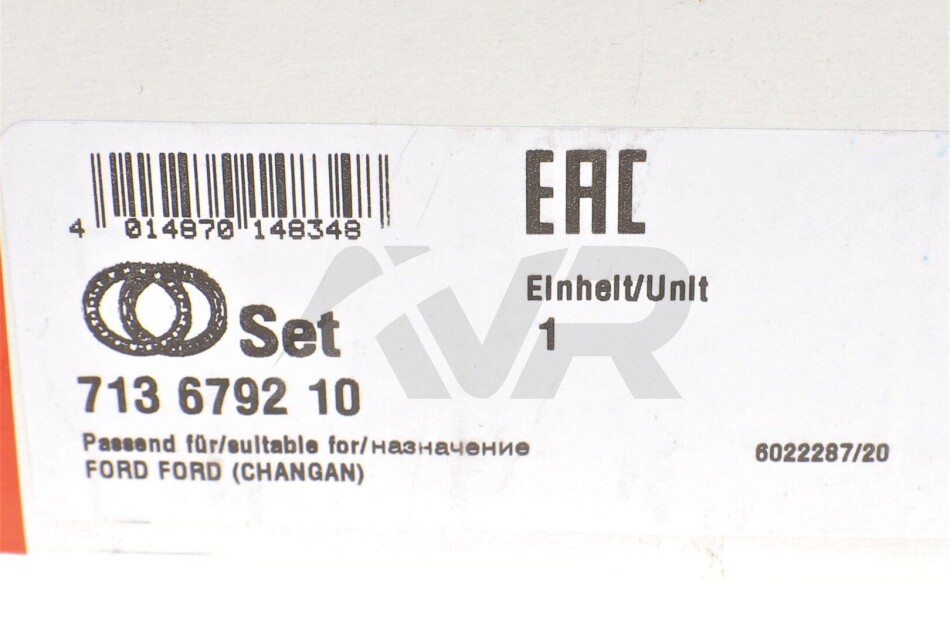 4 014870 148348
EAC
Set
Einheit/Unit
1
713 6792 10
Passend für/suitable for/назначение
FORD FORD (CHANGAN)
6022287/20
IVR